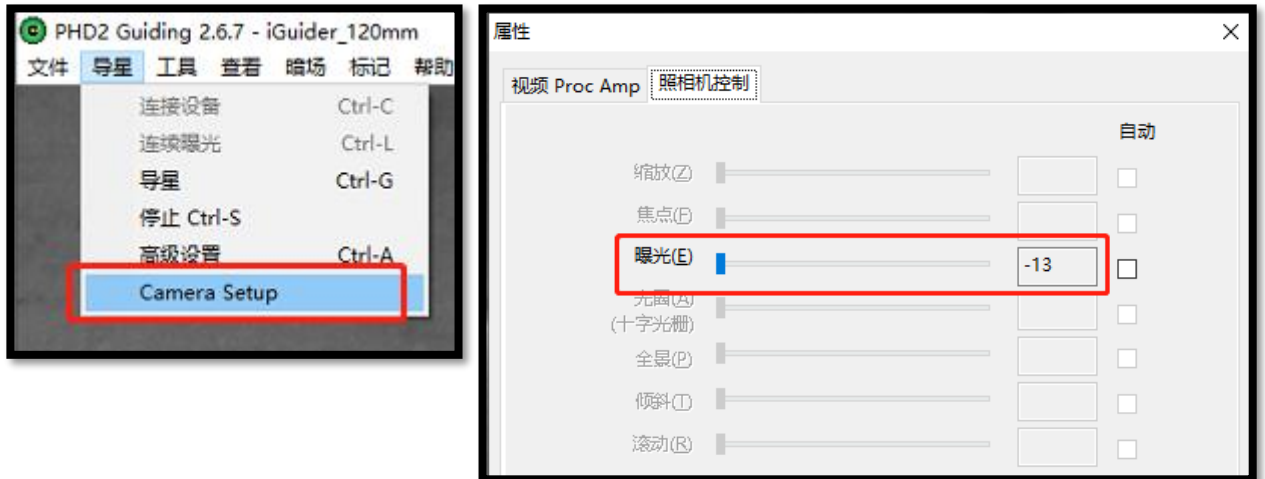 PHD2 Guiding 2.6.7 - iGuider_120mm
文件 导星 工具 查看 暗场 标记 帮助
连接设备 Ctrl-C
连续曝光 Ctrl-L
导星 Ctrl-G
停止 Ctrl-S
高级设置 Ctrl-A
Camera Setup
属性
视频 Proc Amp 照相机控制
自动
缩放(Z)
焦点(F)
曝光(E) -13
光圈(A)
(十字光栅)
全景(P)
倾斜(T)
滚动(R)